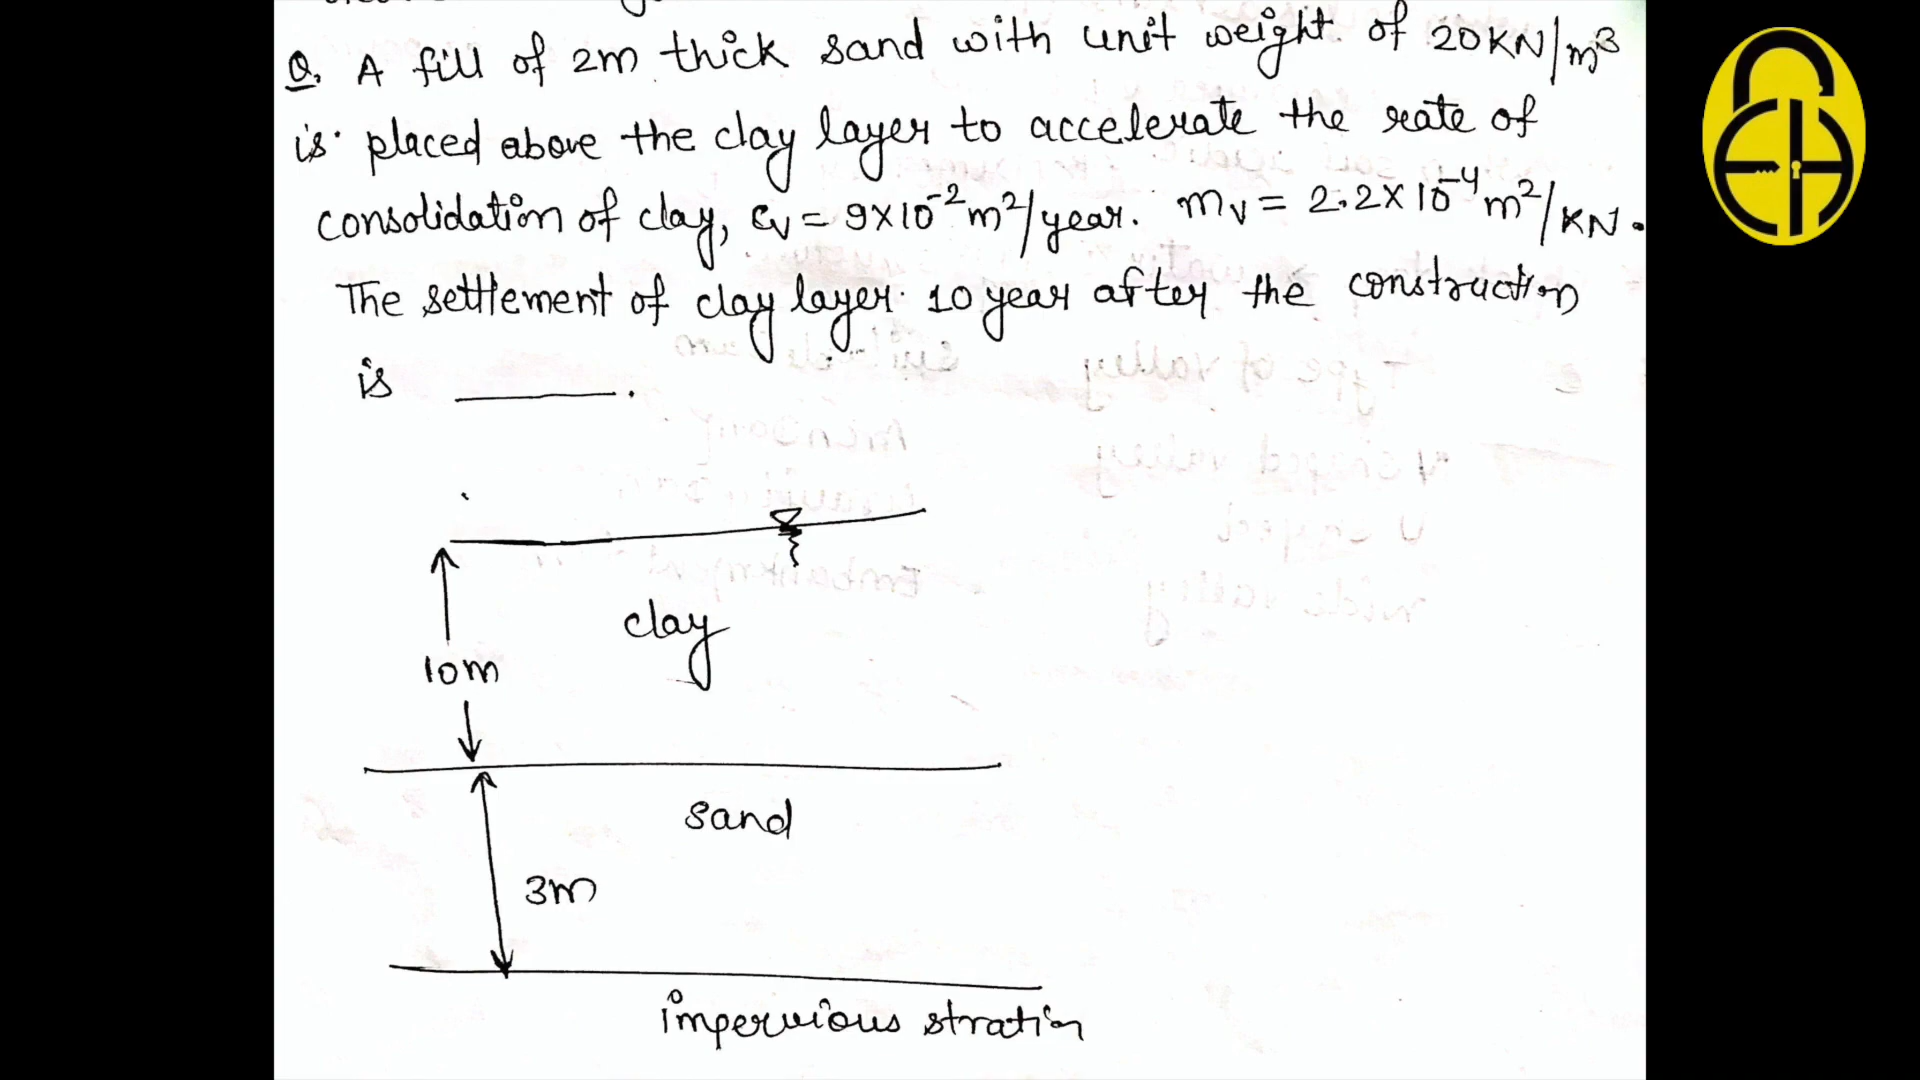 Q. A fill of 2m thick sand with unit weight of 20KN/m³
is placed above the clay layer to accelerate the rate of
consolidation of clay, cv = 9×10⁻² m²/year. mv = 2.2×10⁻⁴ m²/KN.
The settlement of clay layer 10 year after the construction
is ______.
clay
10m
sand
3m
impervious stration